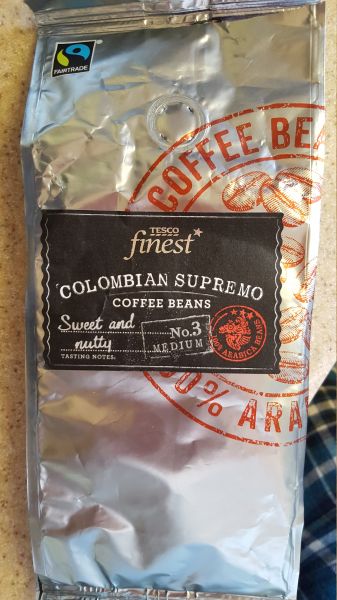 FAIRTRADE
COFFEE BEA
TESCO
finest*
COLOMBIAN SUPREMO
COFFEE BEANS
Sweet and
nutty
TASTING NOTES:
No.3
MEDIUM
100% ARABICA BEANS
00% ARA